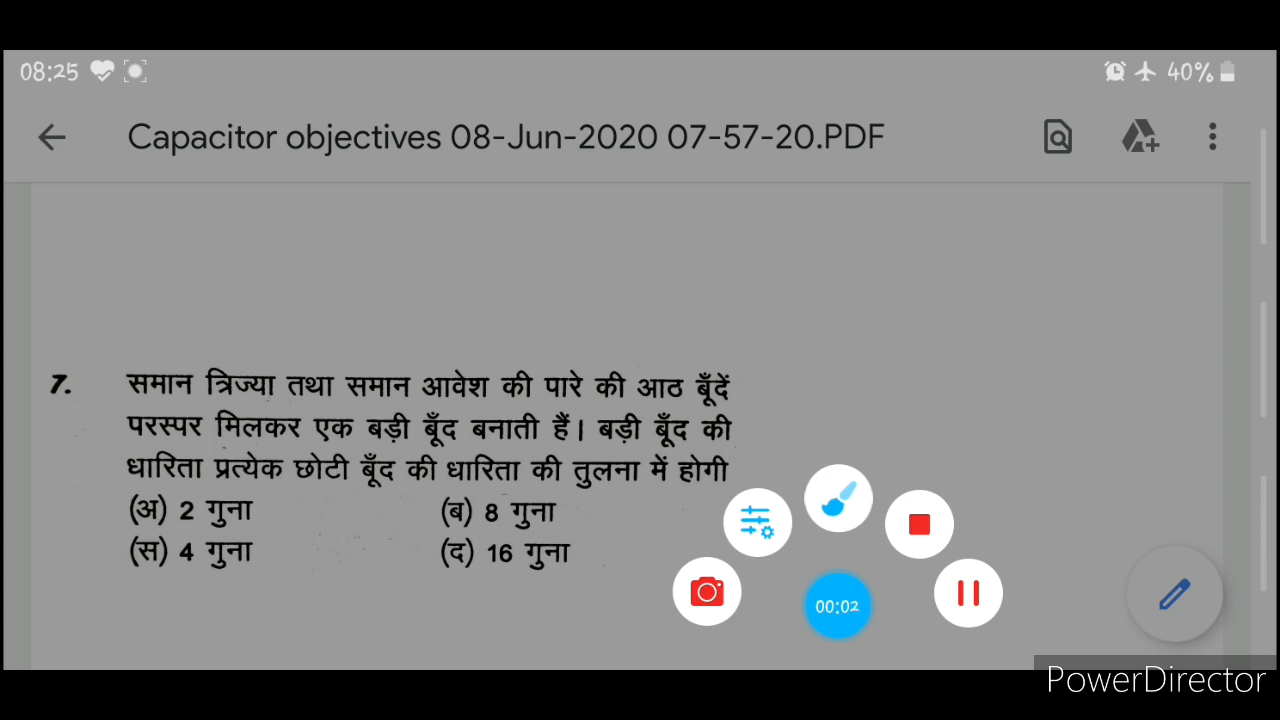 08:25
40%
Capacitor objectives 08-Jun-2020 07-57-20.PDF
7. समान त्रिज्या तथा समान आवेश की पारे की आठ बूँदें
परस्पर मिलकर एक बड़ी बूँद बनाती हैं। बड़ी बूँद की
धारिता प्रत्येक छोटी बूँद की धारिता की तुलना में होगी
(अ) 2 गुना (ब) 8 गुना
(स) 4 गुना (द) 16 गुना
00:02
PowerDirector